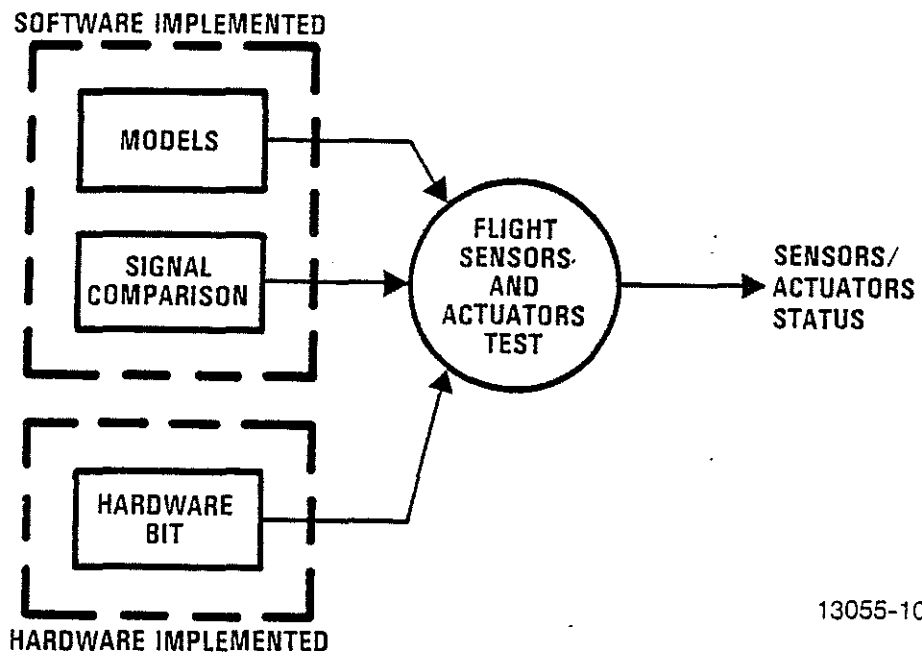 SOFTWARE IMPLEMENTED
MODELS
SIGNAL
COMPARISON
FLIGHT
SENSORS
AND
ACTUATORS
TEST
SENSORS/
ACTUATORS
STATUS
HARDWARE
BIT
HARDWARE IMPLEMENTED
13055-10